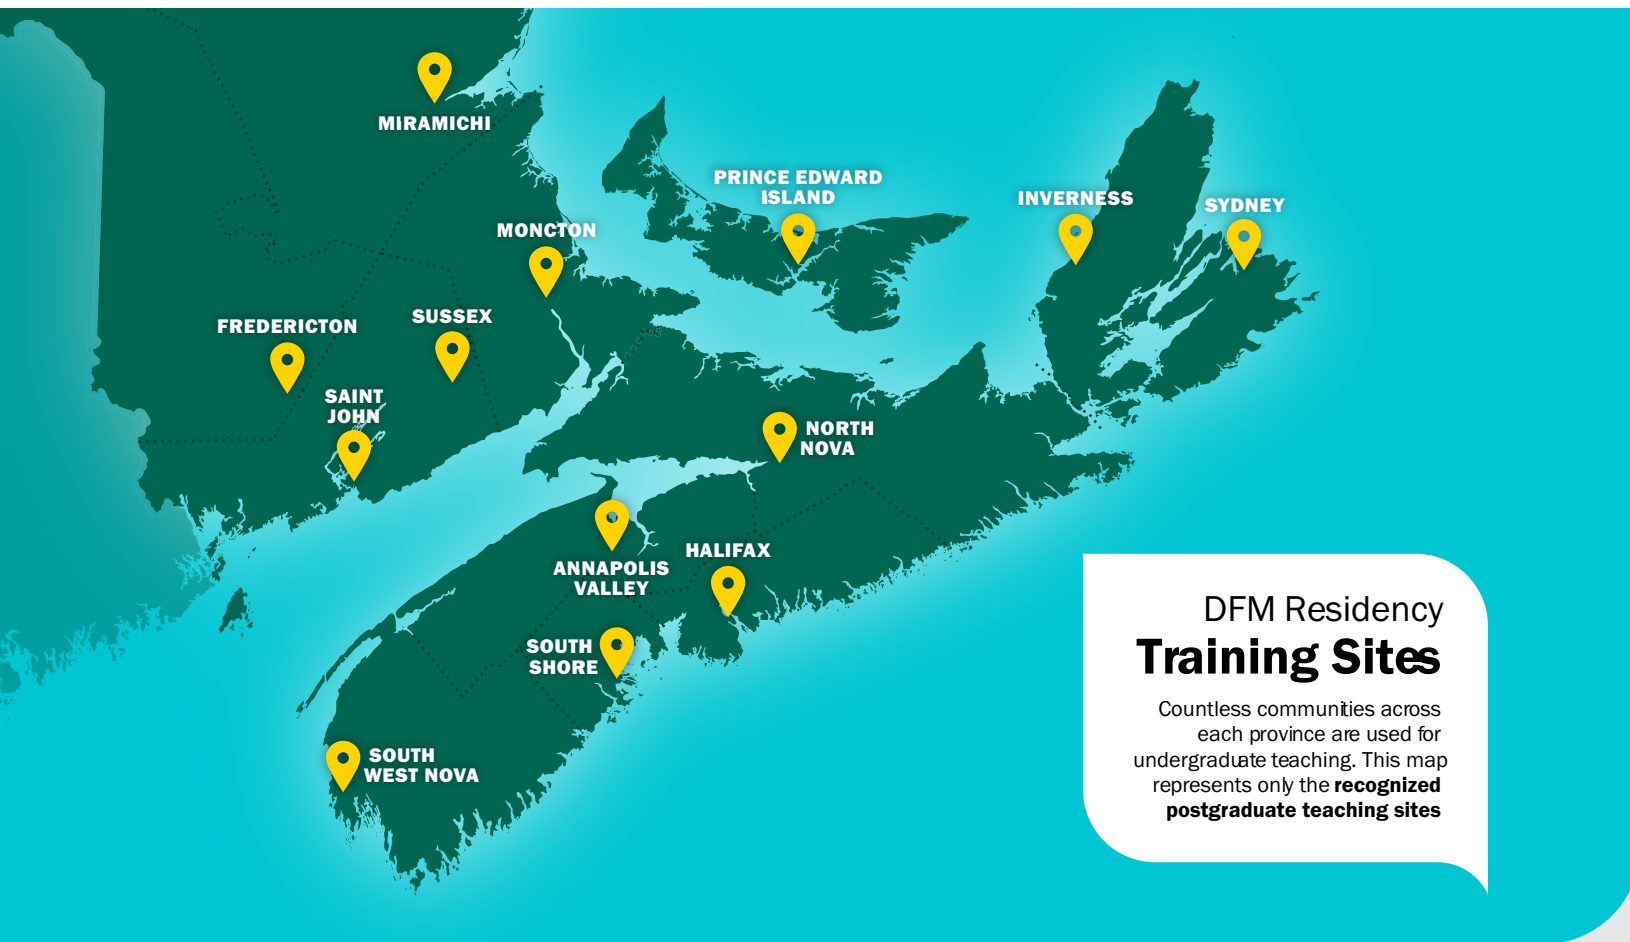 MIRAMICHI
PRINCE EDWARD
ISLAND
INVERNESS
SYDNEY
MONCTON
SUSSEX
FREDERICTON
SAINT
JOHN
NORTH
NOVA
ANNAPOLIS
VALLEY
HALIFAX
SOUTH
SHORE
SOUTH
WEST NOVA
DFM Residency
Training Sites
Countless communities across
each province are used for
undergraduate teaching. This map
represents only the recognized
postgraduate teaching sites